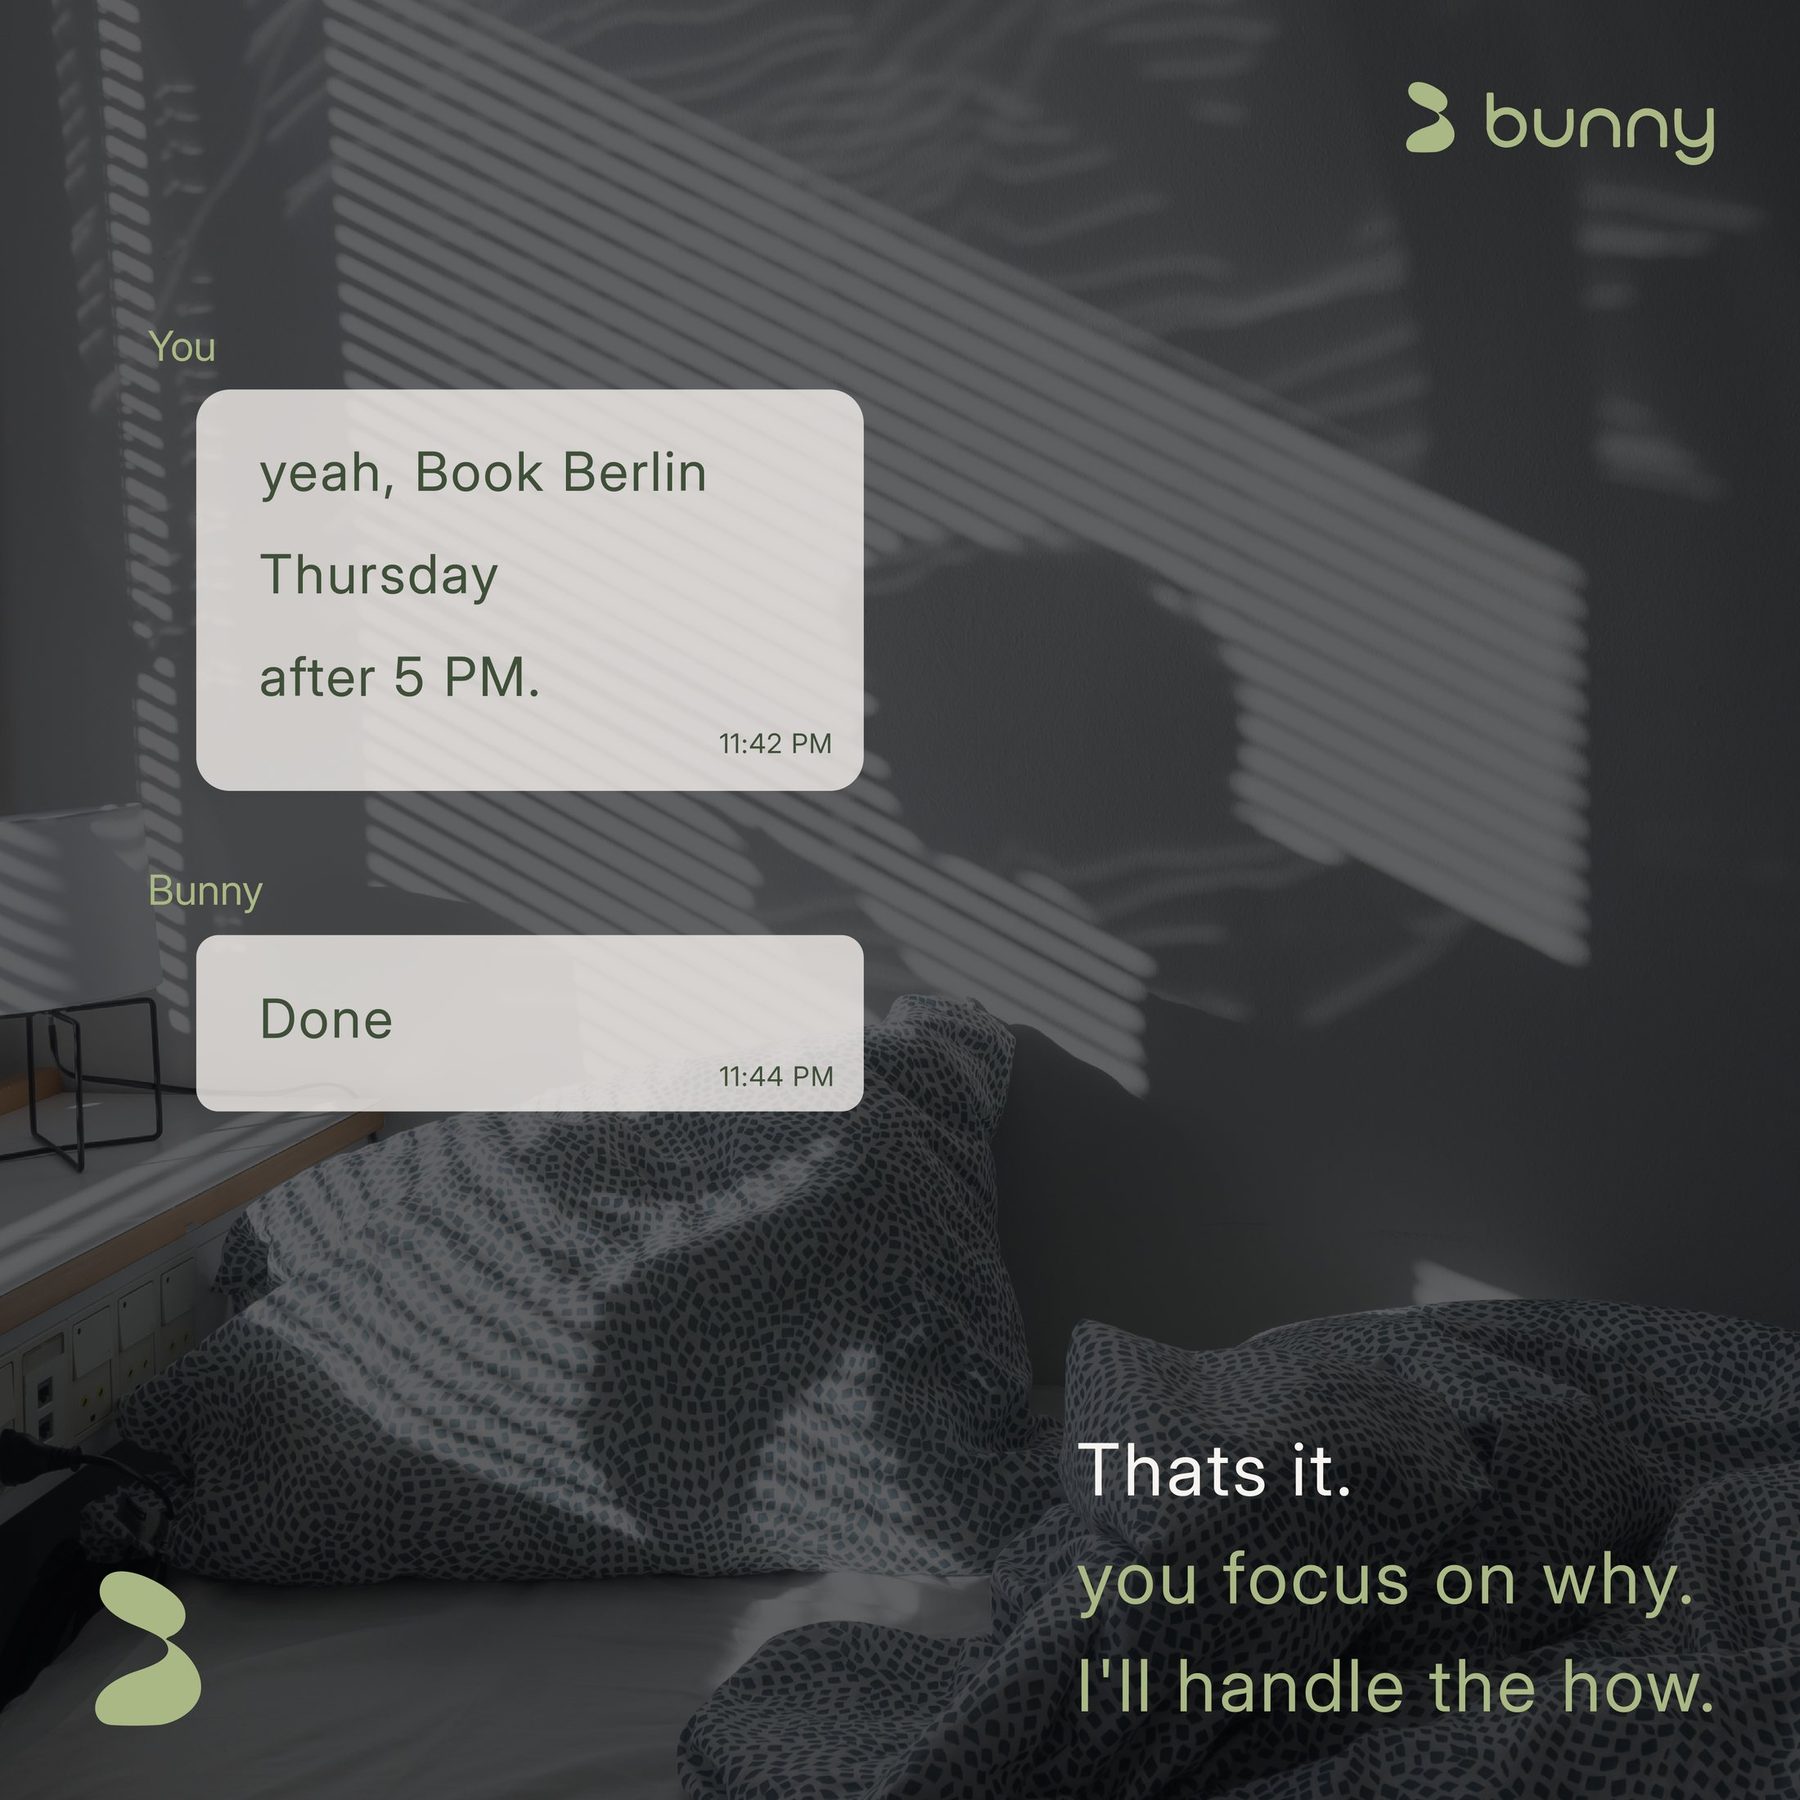 bunny
You
yeah, Book Berlin
Thursday
after 5 PM.
11:42 PM
Bunny
Done
11:44 PM
Thats it.
you focus on why.
I'll handle the how.